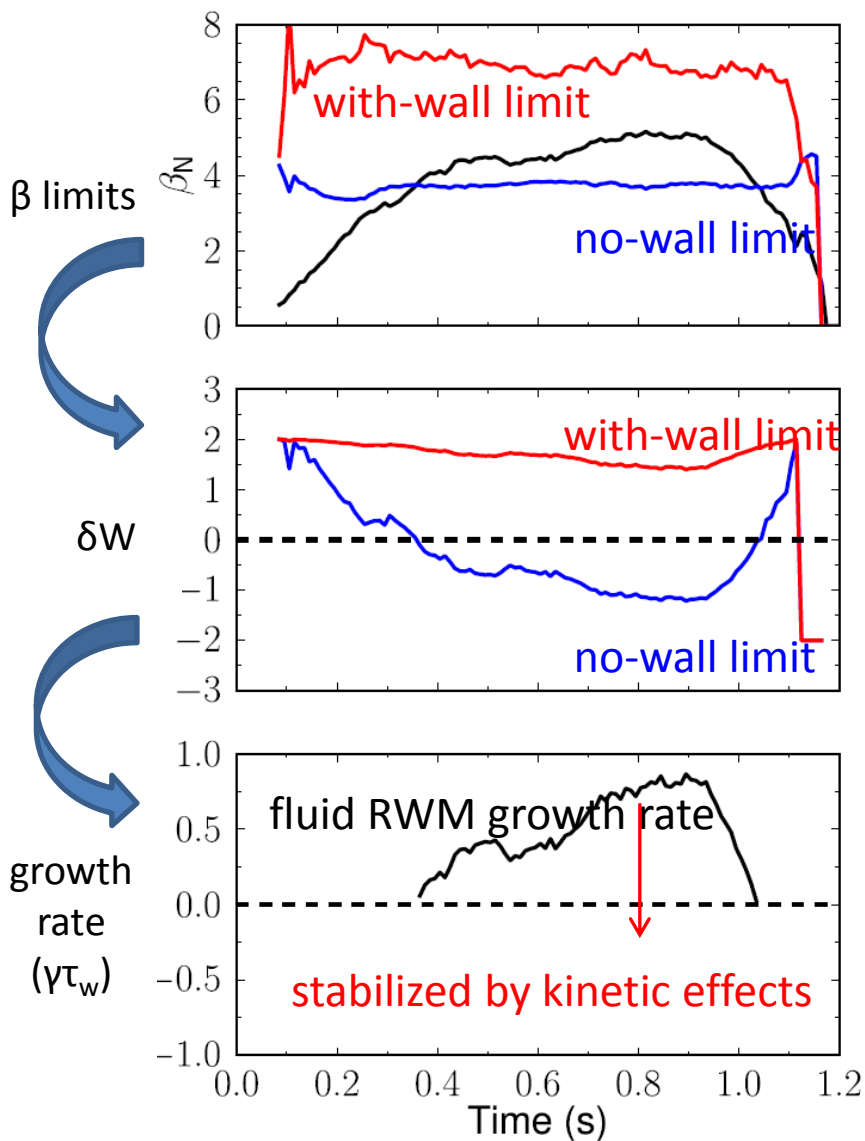 8
6
4
2
0
β_N
β limits
with-wall limit
no-wall limit
3
2
1
0
−1
−2
−3
δW
with-wall limit
no-wall limit
1.0
0.5
0.0
−0.5
−1.0
growth
rate
(γτ_w)
fluid RWM growth rate
stabilized by kinetic effects
0.0 0.2 0.4 0.6 0.8 1.0 1.2
Time (s)